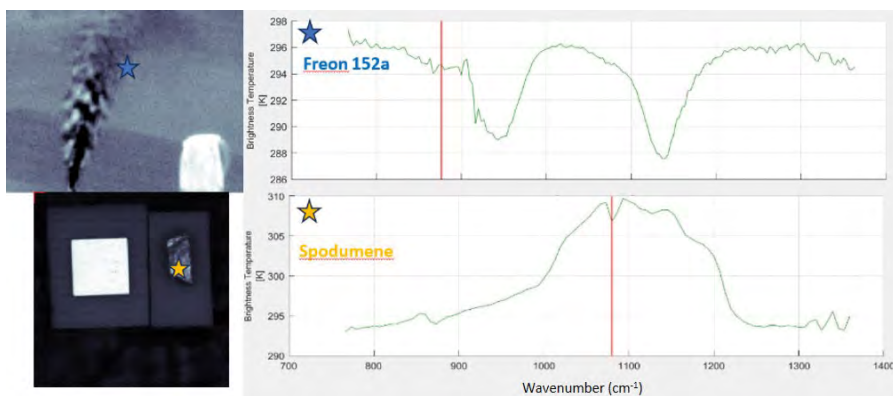 298
296
294
292
290
288
286
Brightness Temperature
[K]
Freon 152a
310
305
300
295
290
Brightness Temperature
[K]
Spodumene
700
800
900
1000
1100
1200
1300
1400
Wavenumber (cm⁻¹)